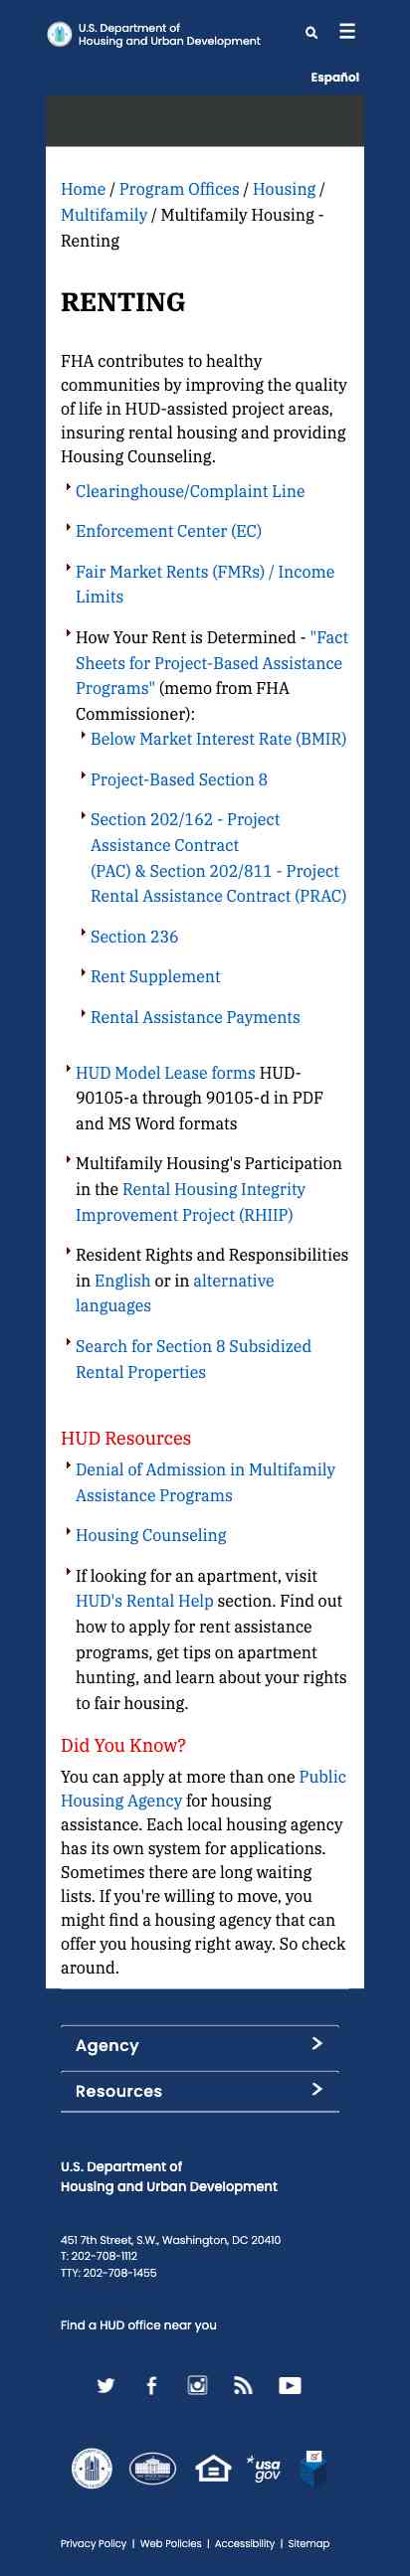 U.S. Department of
Housing and Urban Development
Español
Home / Program Offices / Housing /
Multifamily / Multifamily Housing -
Renting
RENTING
FHA contributes to healthy
communities by improving the quality
of life in HUD-assisted project areas,
insuring rental housing and providing
Housing Counseling.
Clearinghouse/Complaint Line
Enforcement Center (EC)
Fair Market Rents (FMRs) / Income
Limits
How Your Rent is Determined - "Fact
Sheets for Project-Based Assistance
Programs" (memo from FHA
Commissioner):
Below Market Interest Rate (BMIR)
Project-Based Section 8
Section 202/162 - Project
Assistance Contract
(PAC) & Section 202/811 - Project
Rental Assistance Contract (PRAC)
Section 236
Rent Supplement
Rental Assistance Payments
HUD Model Lease forms HUD-
90105-a through 90105-d in PDF
and MS Word formats
Multifamily Housing's Participation
in the Rental Housing Integrity
Improvement Project (RHIIP)
Resident Rights and Responsibilities
in English or in alternative
languages
Search for Section 8 Subsidized
Rental Properties
HUD Resources
Denial of Admission in Multifamily
Assistance Programs
Housing Counseling
If looking for an apartment, visit
HUD's Rental Help section. Find out
how to apply for rent assistance
programs, get tips on apartment
hunting, and learn about your rights
to fair housing.
Did You Know?
You can apply at more than one Public
Housing Agency for housing
assistance. Each local housing agency
has its own system for applications.
Sometimes there are long waiting
lists. If you're willing to move, you
might find a housing agency that can
offer you housing right away. So check
around.
Agency
Resources
U.S. Department of
Housing and Urban Development
451 7th Street, S.W., Washington, DC 20410
T: 202-708-1112
TTY: 202-708-1455
Find a HUD office near you
usa
gov
Privacy Policy | Web Policies | Accessibility | Sitemap